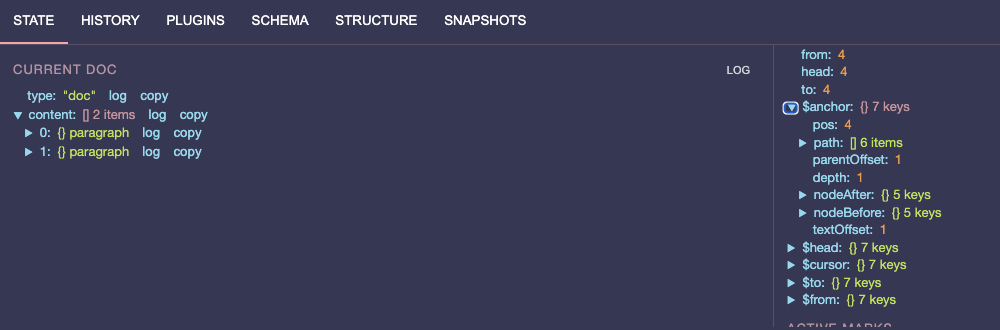 STATE HISTORY PLUGINS SCHEMA STRUCTURE SNAPSHOTS
CURRENT DOC LOG
type: "doc" log copy
content: [] 2 items log copy
0: {} paragraph log copy
1: {} paragraph log copy
from: 4
head: 4
to: 4
$anchor: {} 7 keys
pos: 4
path: [] 6 items
parentOffset: 1
depth: 1
nodeAfter: {} 5 keys
nodeBefore: {} 5 keys
textOffset: 1
$head: {} 7 keys
$cursor: {} 7 keys
$to: {} 7 keys
$from: {} 7 keys
ACTIVE MARKS